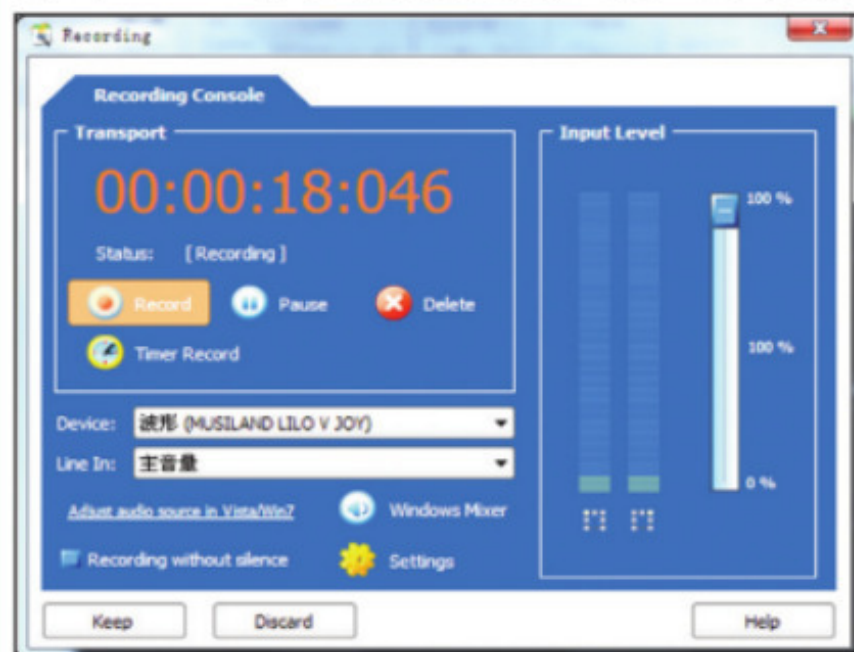 Recording
Recording Console
Transport
00:00:18:046
Status: [ Recording ]
Record Pause Delete
Timer Record
Device: 波形 (MUSILAND LILO V JOY)
Line In: 主音量
Adjust audio source in Vista/Win7
Windows Mixer
Recording without silence
Settings
Input Level
100 %
100 %
0 %
Keep Discard Help